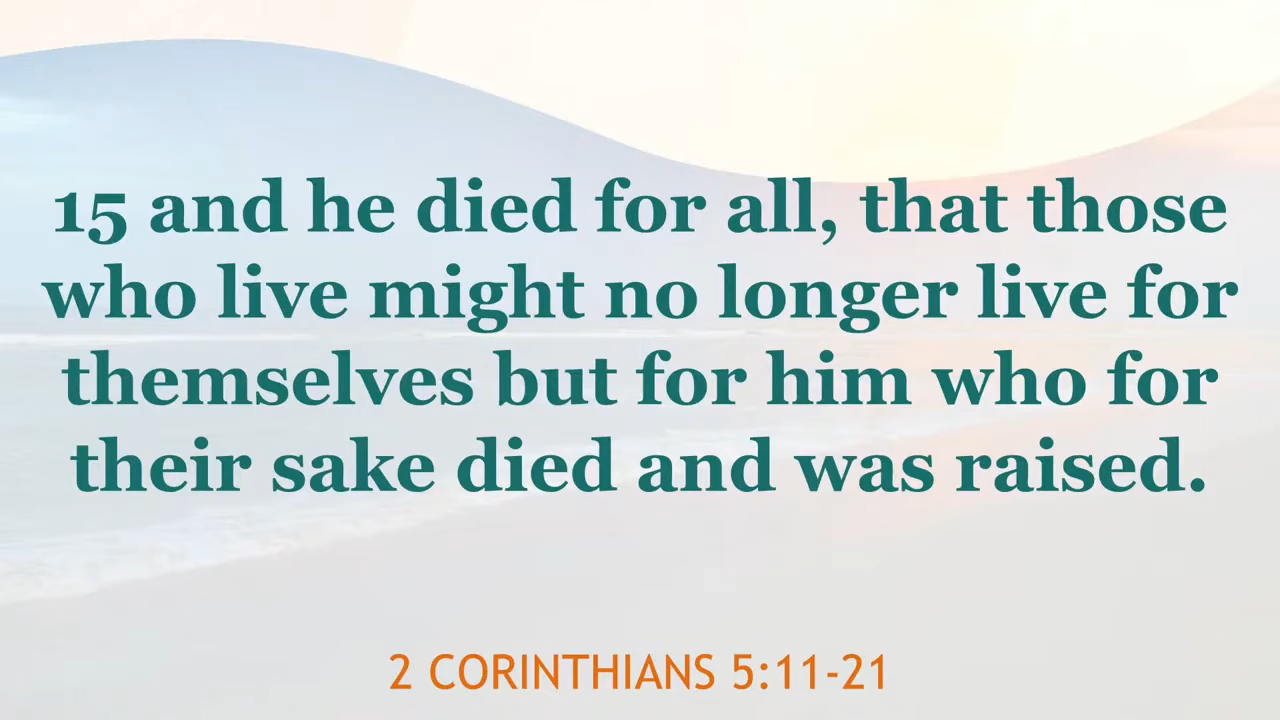 15 and he died for all, that those
who live might no longer live for
themselves but for him who for
their sake died and was raised.
2 CORINTHIANS 5:11-21